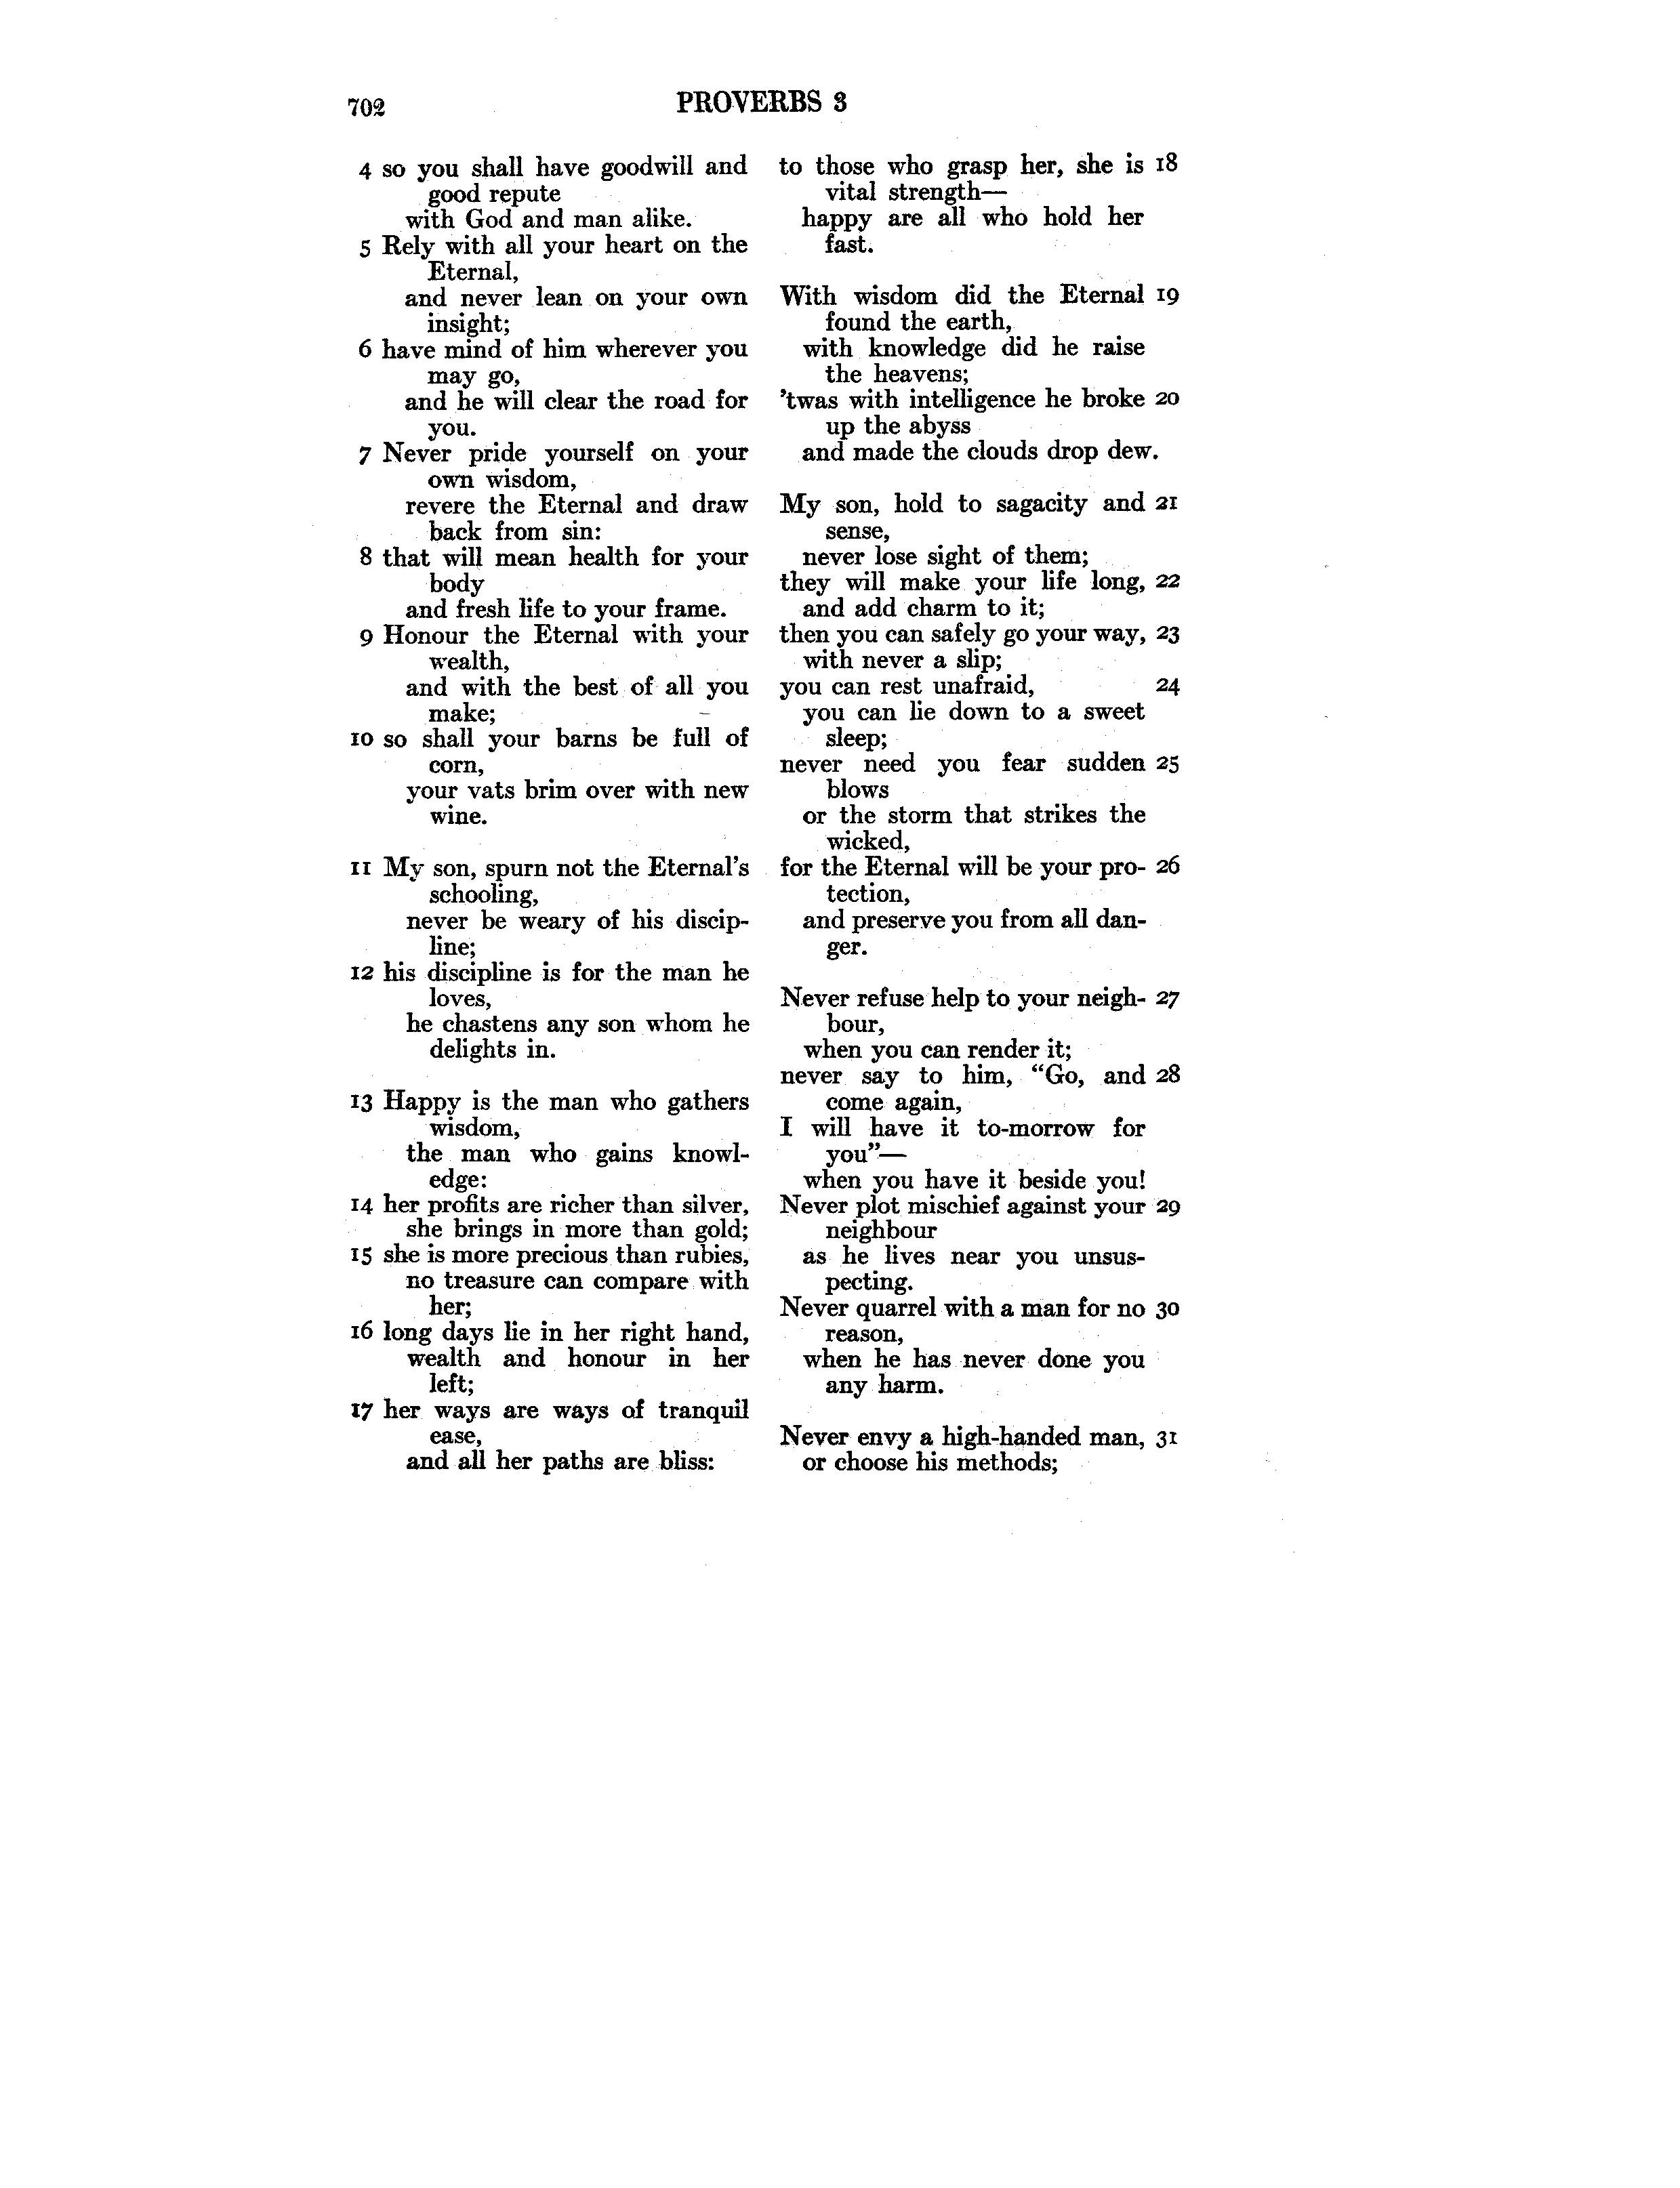 702
PROVERBS 3
4 so you shall have goodwill and
good repute
with God and man alike.
5 Rely with all your heart on the
Eternal,
and never lean on your own
insight;
6 have mind of him wherever you
may go,
and he will clear the road for
you.
7 Never pride yourself on your
own wisdom,
revere the Eternal and draw
back from sin:
8 that will mean health for your
body
and fresh life to your frame.
9 Honour the Eternal with your
wealth,
and with the best of all you
make;
10 so shall your barns be full of
corn,
your vats brim over with new
wine.
11 My son, spurn not the Eternal's
schooling,
never be weary of his discip-
line;
12 his discipline is for the man he
loves,
he chastens any son whom he
delights in.
13 Happy is the man who gathers
wisdom,
the man who gains knowl-
edge:
14 her profits are richer than silver,
she brings in more than gold;
15 she is more precious than rubies,
no treasure can compare with
her;
16 long days lie in her right hand,
wealth and honour in her
left;
17 her ways are ways of tranquil
ease,
and all her paths are bliss:
to those who grasp her, she is 18
vital strength—
happy are all who hold her
fast.
With wisdom did the Eternal 19
found the earth,
with knowledge did he raise
the heavens;
'twas with intelligence he broke 20
up the abyss
and made the clouds drop dew.
My son, hold to sagacity and 21
sense,
never lose sight of them;
they will make your life long, 22
and add charm to it;
then you can safely go your way, 23
with never a slip;
you can rest unafraid, 24
you can lie down to a sweet
sleep;
never need you fear sudden 25
blows
or the storm that strikes the
wicked,
for the Eternal will be your pro- 26
tection,
and preserve you from all dan-
ger.
Never refuse help to your neigh- 27
bour,
when you can render it;
never say to him, "Go, and 28
come again,
I will have it to-morrow for
you"—
when you have it beside you!
Never plot mischief against your 29
neighbour
as he lives near you unsus-
pecting.
Never quarrel with a man for no 30
reason,
when he has never done you
any harm.
Never envy a high-handed man, 31
or choose his methods;